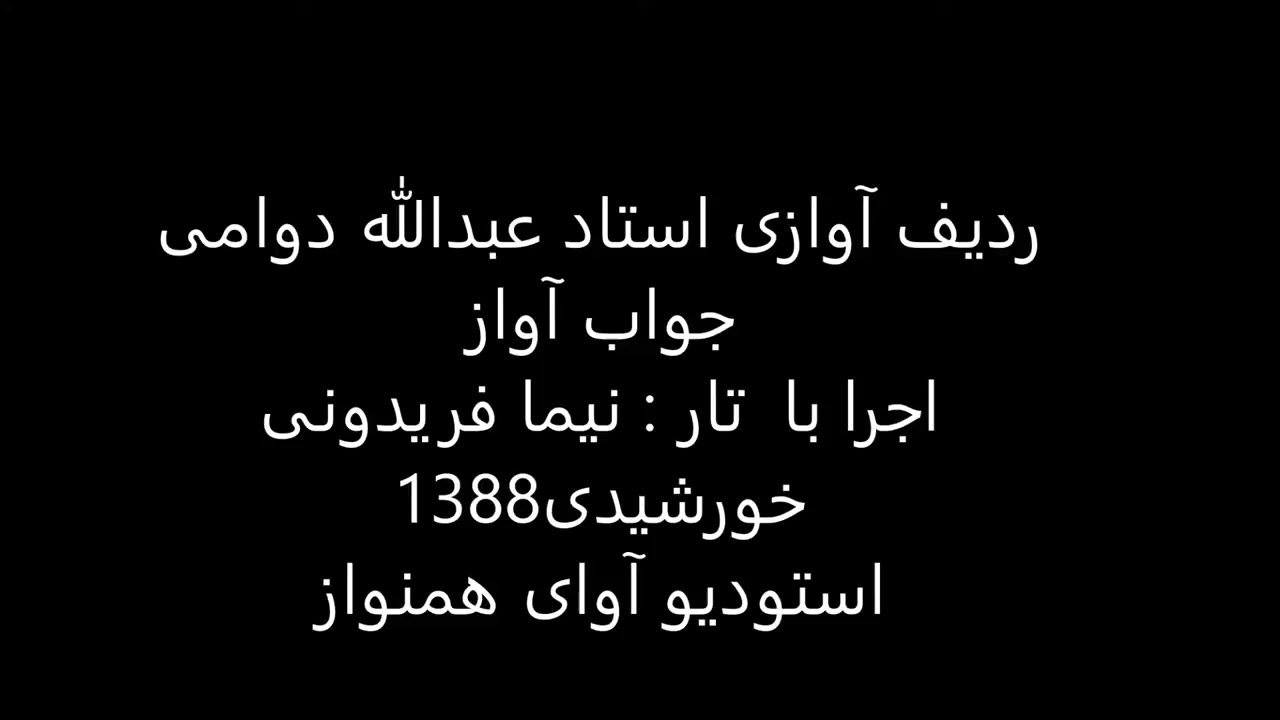 ردیف آوازی استاد عبدالله دوامی
جواب آواز
اجرا با تار : نیما فریدونی
خورشیدی1388
استودیو آوای همنواز